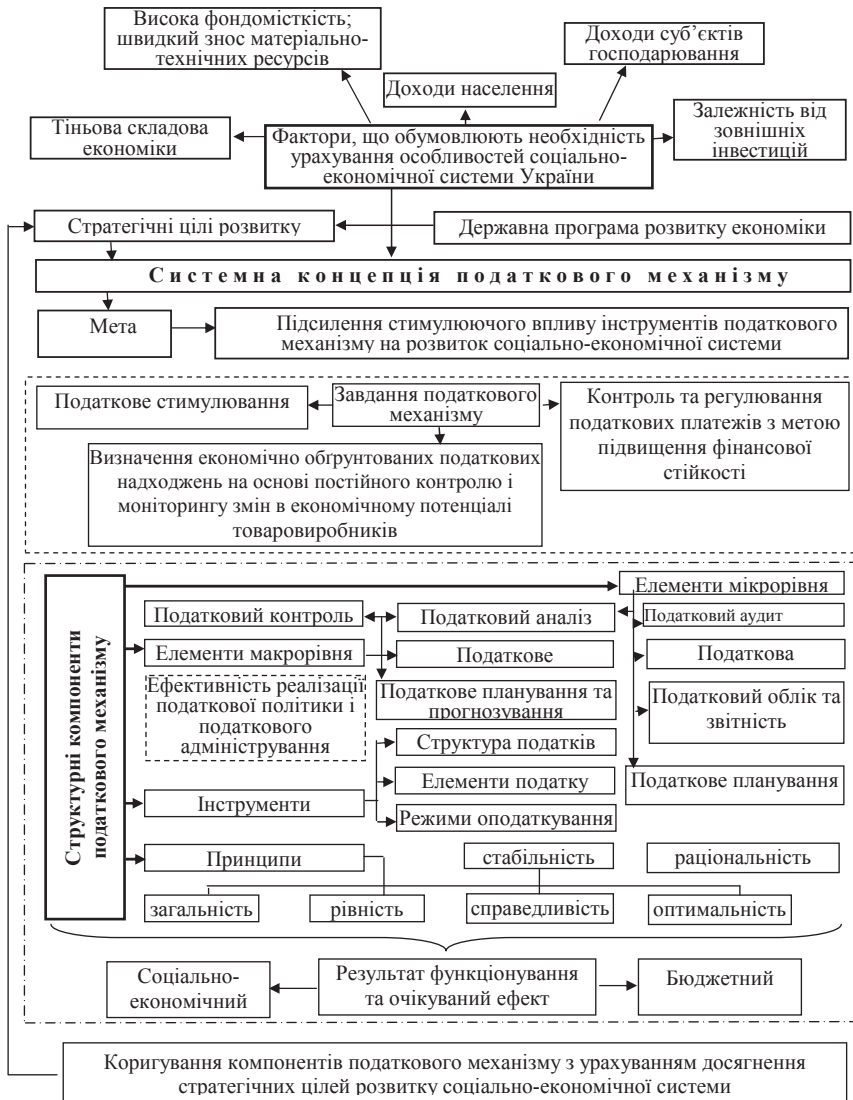 Висока фондомісткість;
швидкий знос матеріально-
технічних ресурсів
Доходи суб’єктів
господарювання
Доходи населення
Тіньова складова
економіки
Фактори, що обумовлюють необхідність
урахування особливостей соціально-
економічної системи України
Залежність від
зовнішніх
інвестицій
Стратегічні цілі розвитку
Державна програма розвитку економіки
Системна концепція податкового механізму
Мета
Підсилення стимулюючого впливу інструментів податкового
механізму на розвиток соціально-економічної системи
Податкове стимулювання
Завдання податкового
механізму
Контроль та регулювання
податкових платежів з метою
підвищення фінансової
стійкості
Визначення економічно обґрунтованих податкових
надходжень на основі постійного контролю і
моніторингу змін в економічному потенціалі
товаровиробників
Структурні компоненти
податкового механізму
Елементи мікрорівня
Податковий контроль
Податковий аналіз
Податковий аудит
Елементи макрорівня
Податкове
Податкова
Ефективність реалізації
податкової політики і
податкового
адміністрування
Податкове планування та
прогнозування
Податковий облік та
звітність
Структура податків
Елементи податку
Податкове планування
Інструменти
Режими оподаткування
Принципи
стабільність
раціональність
загальність
рівність
справедливість
оптимальність
Соціально-
економічний
Результат функціонування
та очікуваний ефект
Бюджетний
Коригування компонентів податкового механізму з урахуванням досягнення
стратегічних цілей розвитку соціально-економічної системи